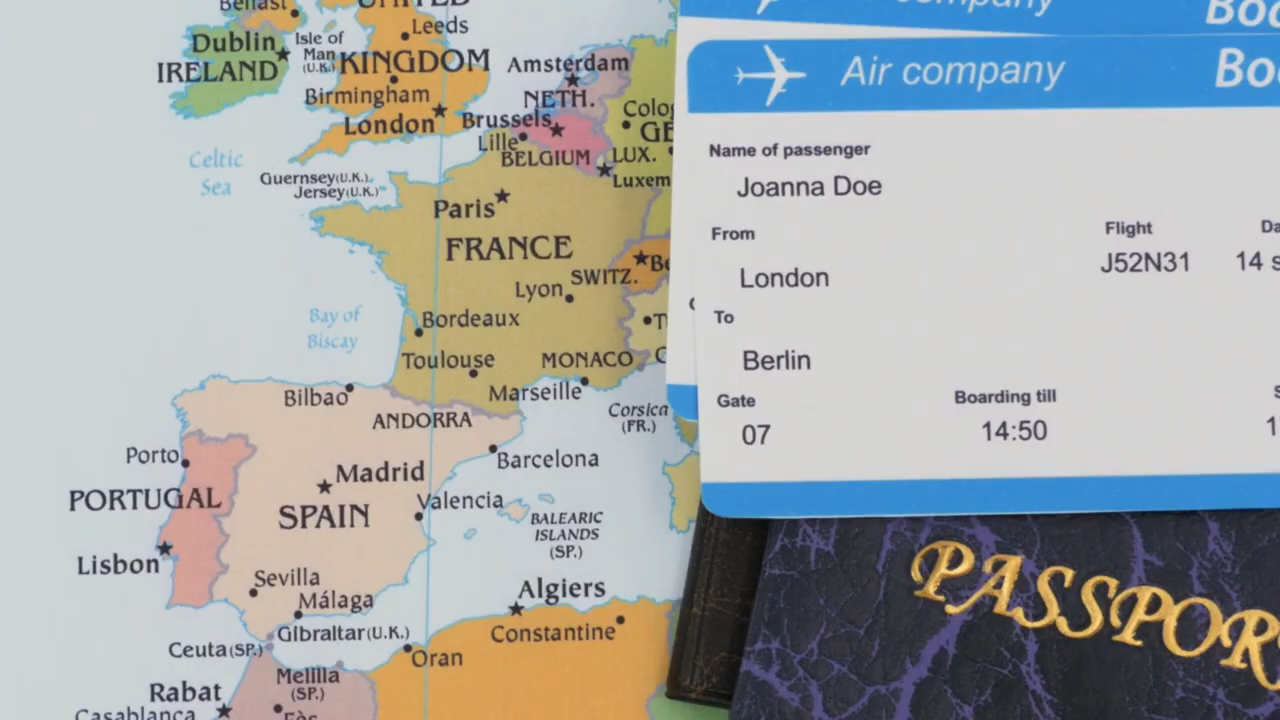 Belfast
UNITED
Leeds
Dublin
Isle of
Man
(U.K.)
KINGDOM
IRELAND
Amsterdam
Birmingham
NETH.
London
Brussels
Lille
BELGIUM
LUX.
Celtic
Sea
Guernsey(U.K.)
Jersey(U.K.)
Paris
FRANCE
SWITZ.
Lyon
Bay of
Biscay
Bordeaux
Toulouse
MONACO
Marseille
Bilbao
ANDORRA
Corsica
(FR.)
Porto
Madrid
Barcelona
PORTUGAL
SPAIN
Valencia
BALEARIC
ISLANDS
(SP.)
Lisbon
Sevilla
Málaga
Algiers
Gibraltar(U.K.)
Constantine
Ceuta(SP.)
Oran
Melilla
(SP.)
Rabat
Casablanca
Fès
company
Air company
Name of passenger
Joanna Doe
From
Flight
London
J52N31
14
To
Berlin
Gate
Boarding till
07
14:50
PASSPOR